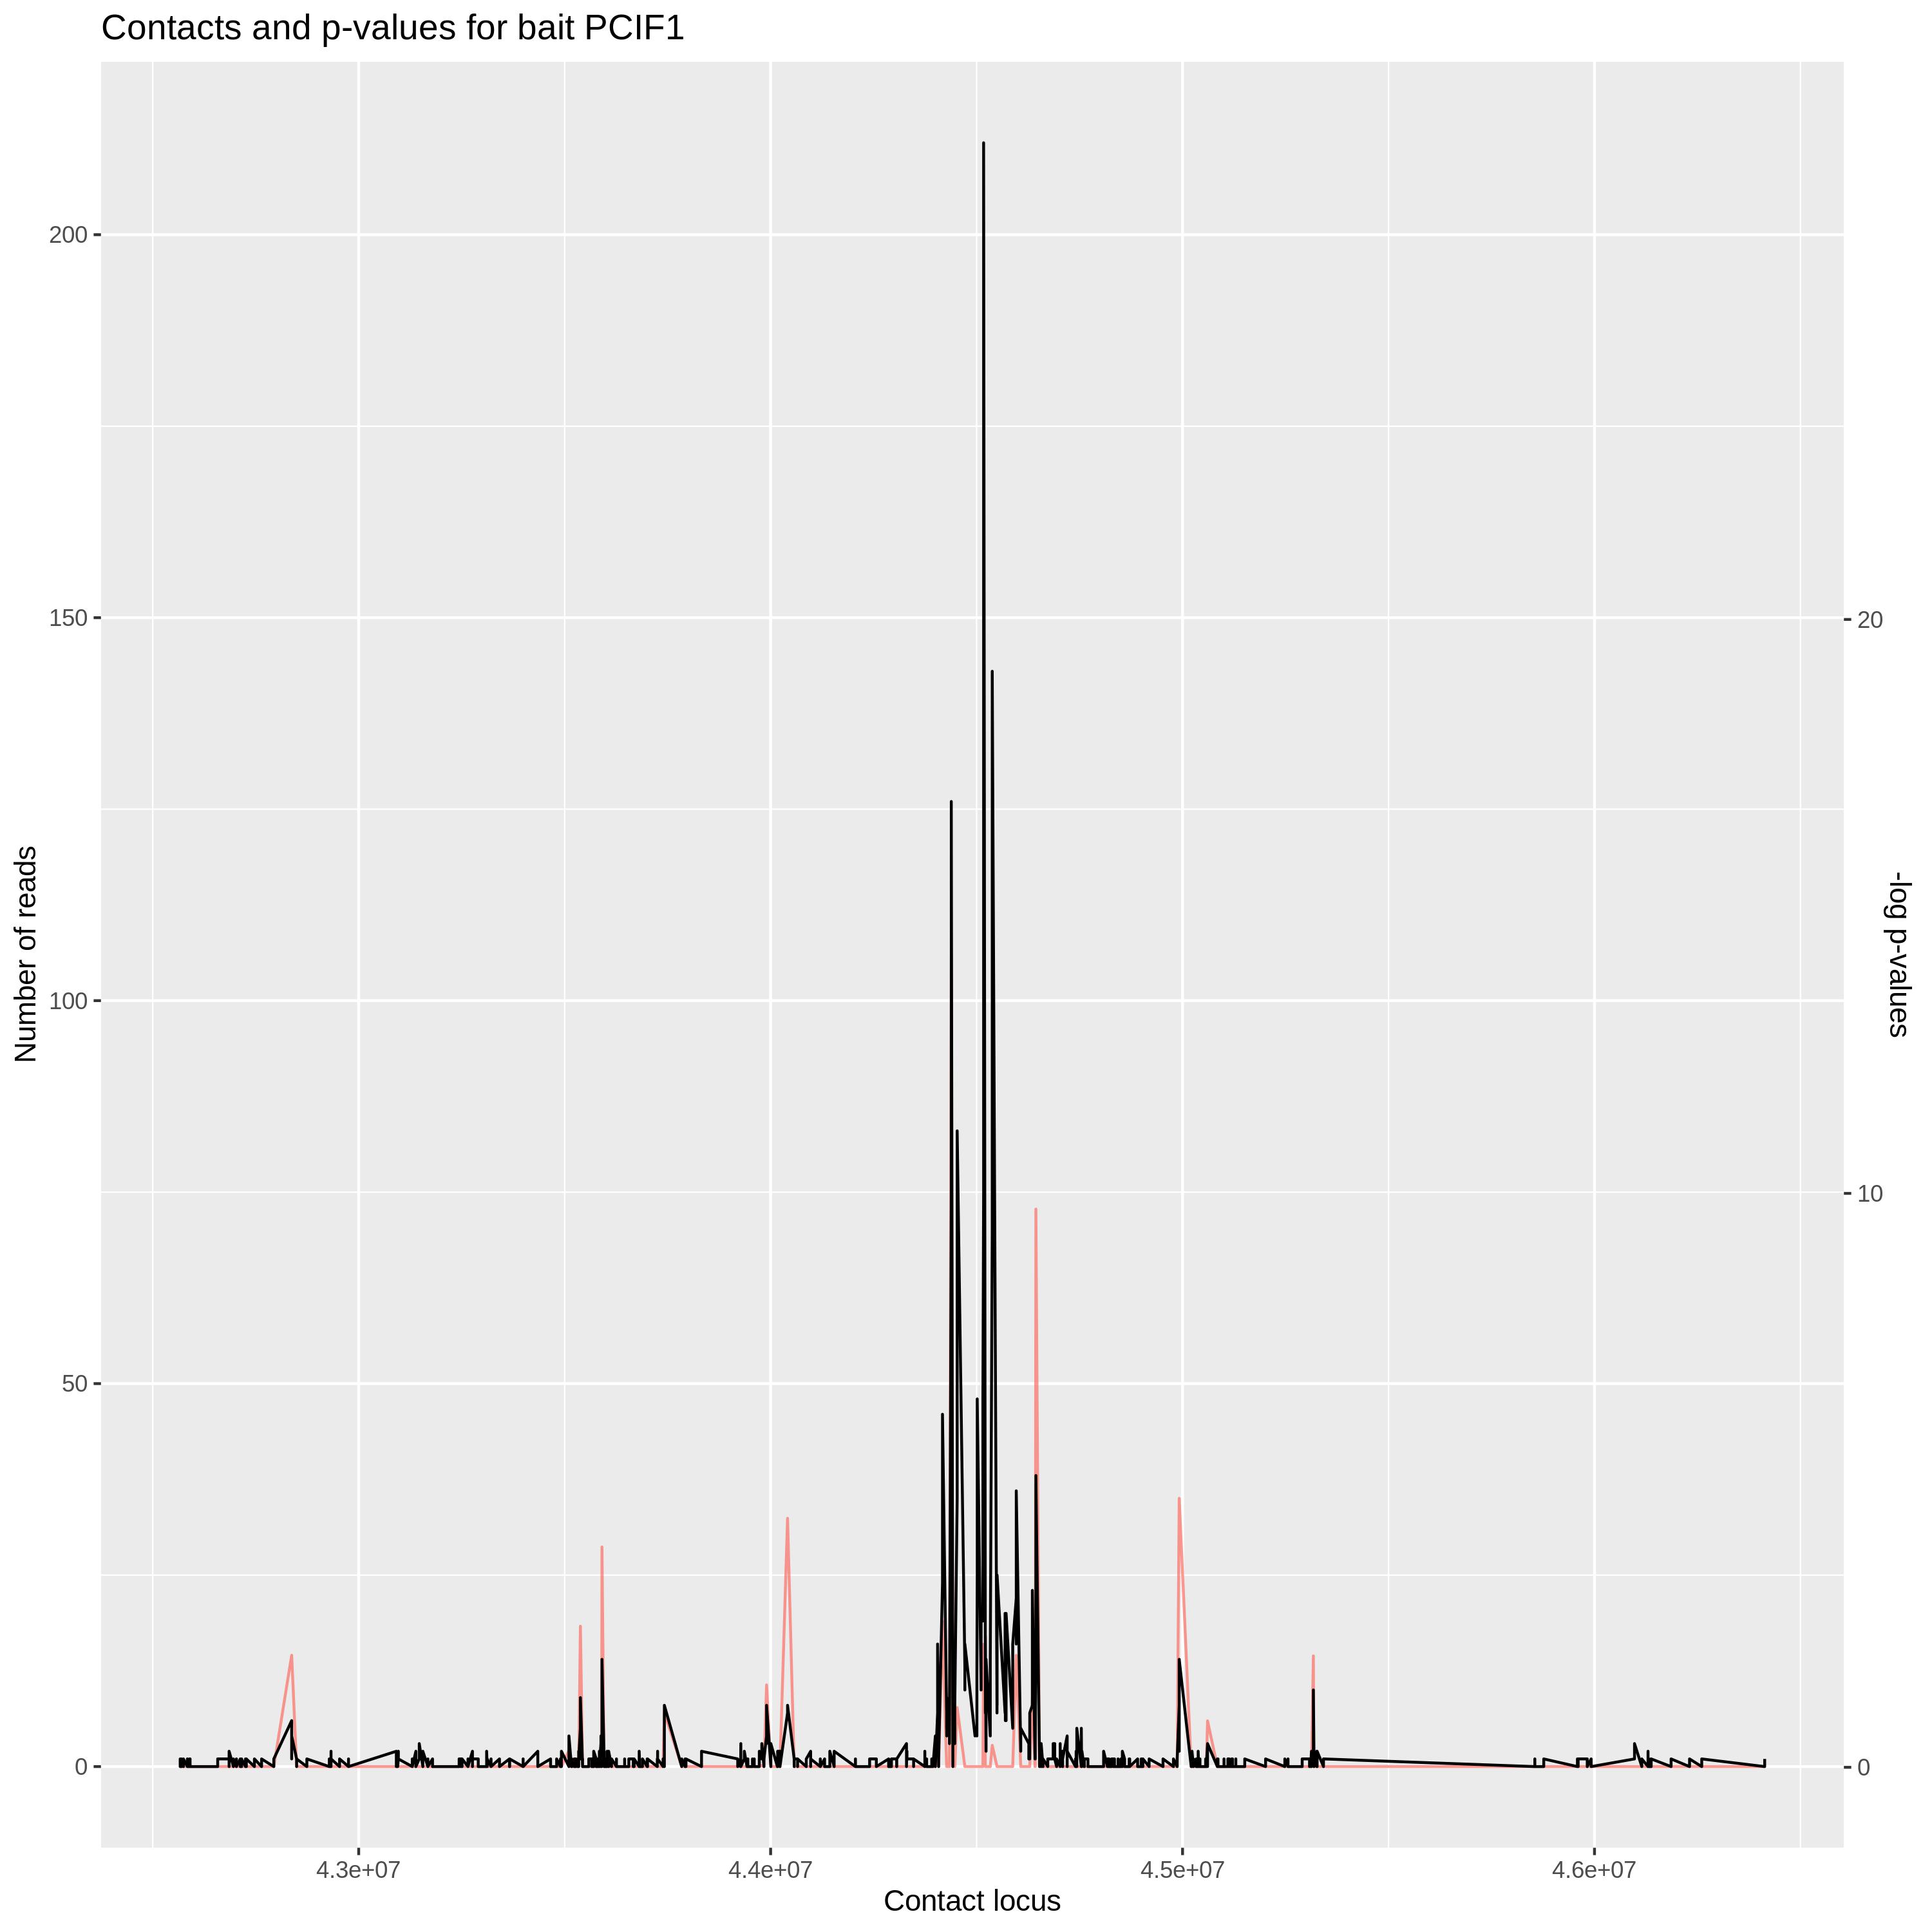 Contacts and p-values for bait PCIF1
200
150
100
50
0
Number of reads
20
10
0
-log p-values
4.3e+07
4.4e+07
4.5e+07
4.6e+07
Contact locus